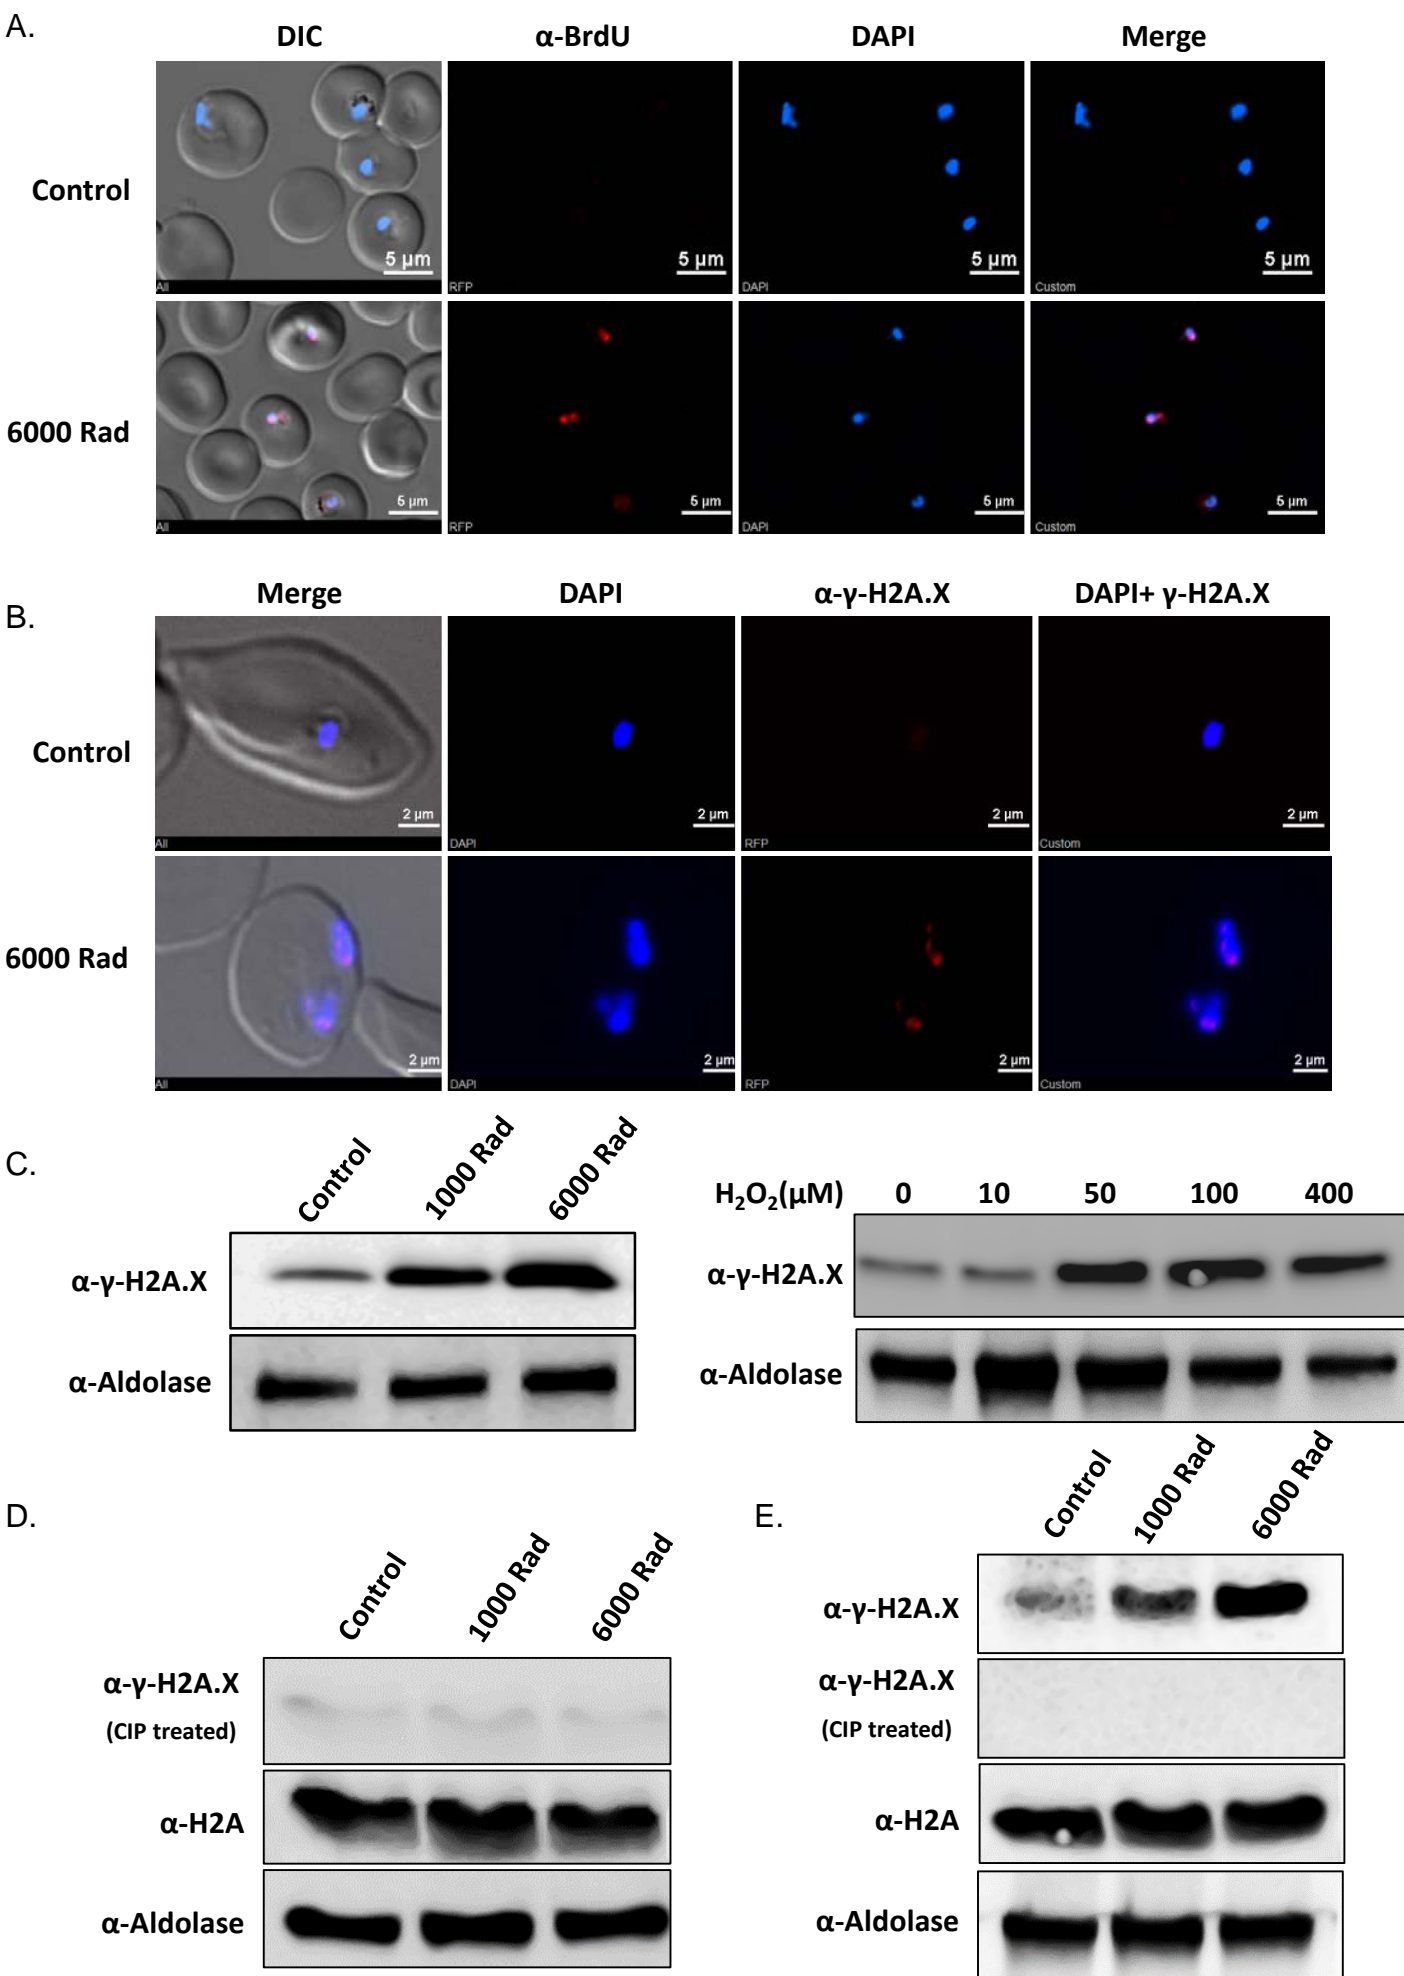 A.
DIC α-BrdU DAPI Merge
Control
5 µm 5 µm 5 µm 5 µm
All RFP DAPI Custom
6000 Rad
5 µm 5 µm 5 µm 5 µm
All RFP DAPI Custom
B.
Merge DAPI α-γ-H2A.X DAPI+ γ-H2A.X
Control
2 µm 2 µm 2 µm 2 µm
All DAPI RFP Custom
6000 Rad
2 µm 2 µm 2 µm 2 µm
All DAPI RFP Custom
C.
Control 1000 Rad 6000 Rad
α-γ-H2A.X
α-Aldolase
H₂O₂(µM) 0 10 50 100 400
α-γ-H2A.X
α-Aldolase
D.
Control 1000 Rad 6000 Rad
α-γ-H2A.X
(CIP treated)
α-H2A
α-Aldolase
E.
Control 1000 Rad 6000 Rad
α-γ-H2A.X
α-γ-H2A.X
(CIP treated)
α-H2A
α-Aldolase